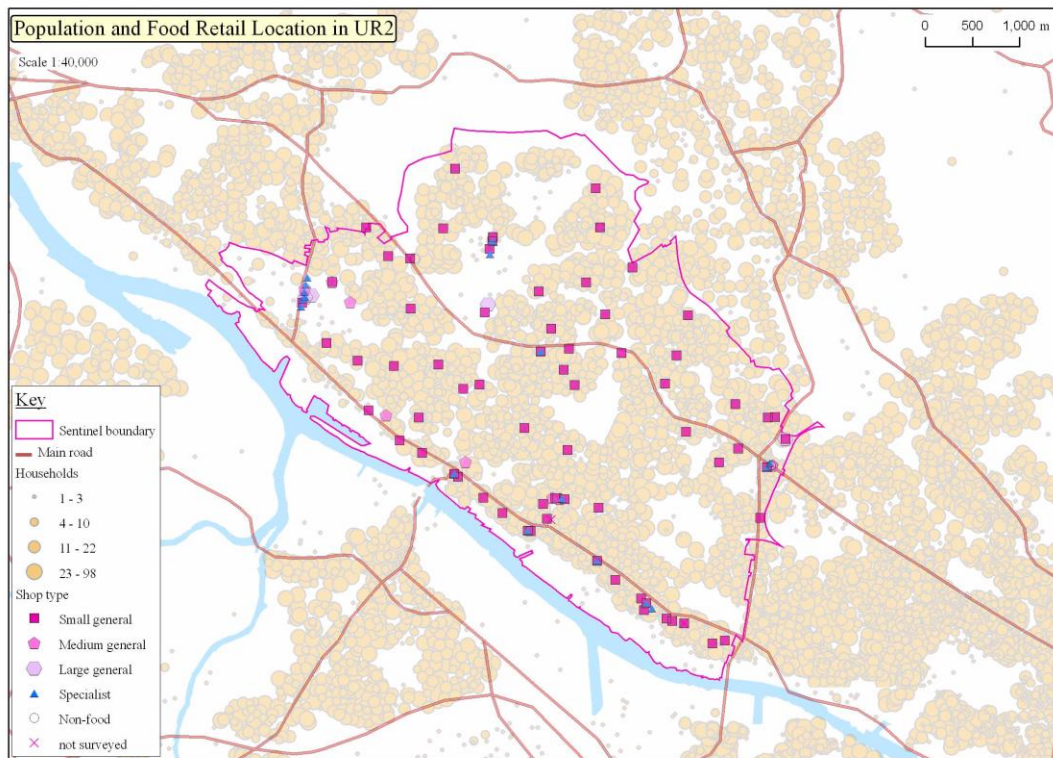 Population and Food Retail Location in UR2
0 500 1,000 m
Scale 1:40,000
Key
Sentinel boundary
Main road
Households
1 - 3
4 - 10
11 - 22
23 - 98
Shop type
Small general
Medium general
Large general
Specialist
Non-food
not surveyed